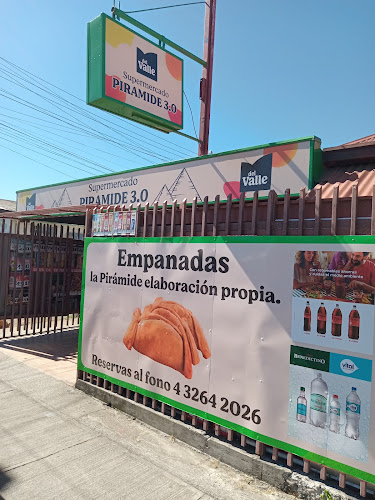 del
Valle
Supermercado
PIRAMIDE 3.0
Supermercado
PIRAMIDE 3.0
del
Valle
Empanadas
la Pirámide elaboración propia.
Reservas al fono 4 3264 2026
BENEDICTINO
vital